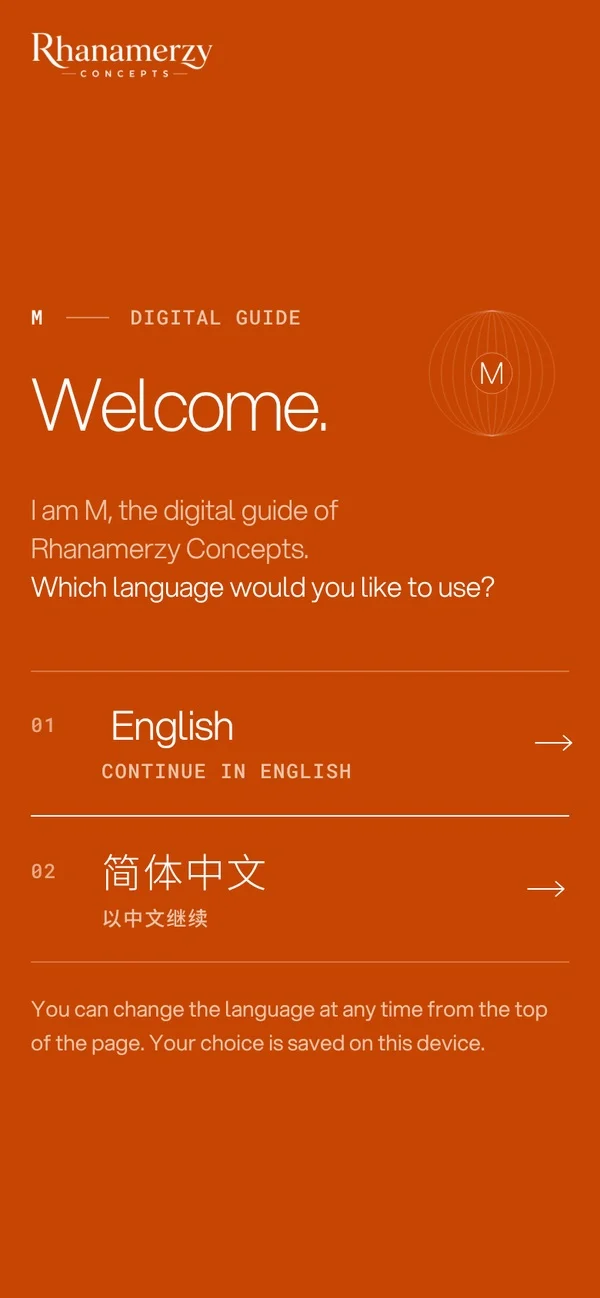 Rhanamerzy
CONCEPTS
M DIGITAL GUIDE
M
Welcome.
I am M, the digital guide of
Rhanamerzy Concepts.
Which language would you like to use?
01 English
CONTINUE IN ENGLISH
02 简体中文
以中文继续
You can change the language at any time from the top
of the page. Your choice is saved on this device.